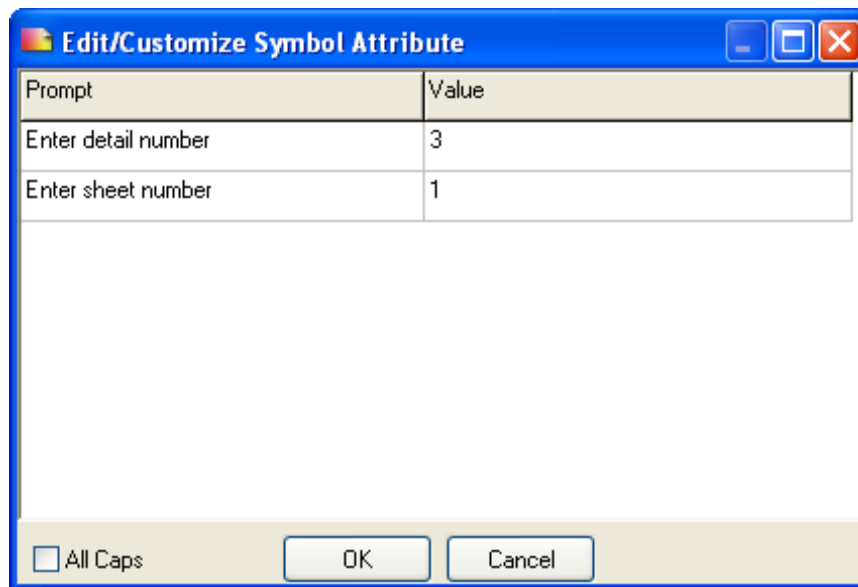 Edit/Customize Symbol Attribute
Prompt Value
Enter detail number 3
Enter sheet number 1
All Caps OK Cancel